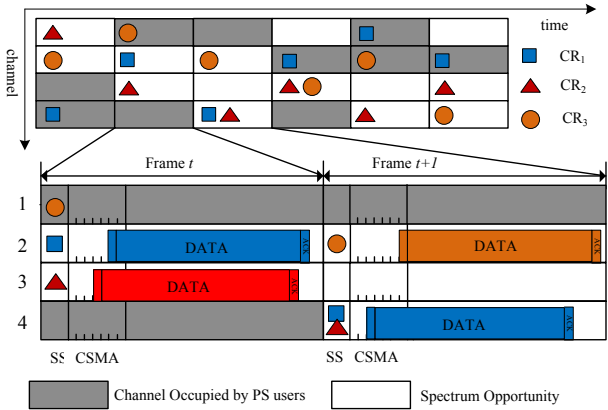 time
channel
CR1
CR2
CR3
Frame t
Frame t+1
1
2
DATA
ACK
DATA
ACK
3
DATA
ACK
4
DATA
ACK
SS
CSMA
SS
CSMA
Channel Occupied by PS users
Spectrum Opportunity